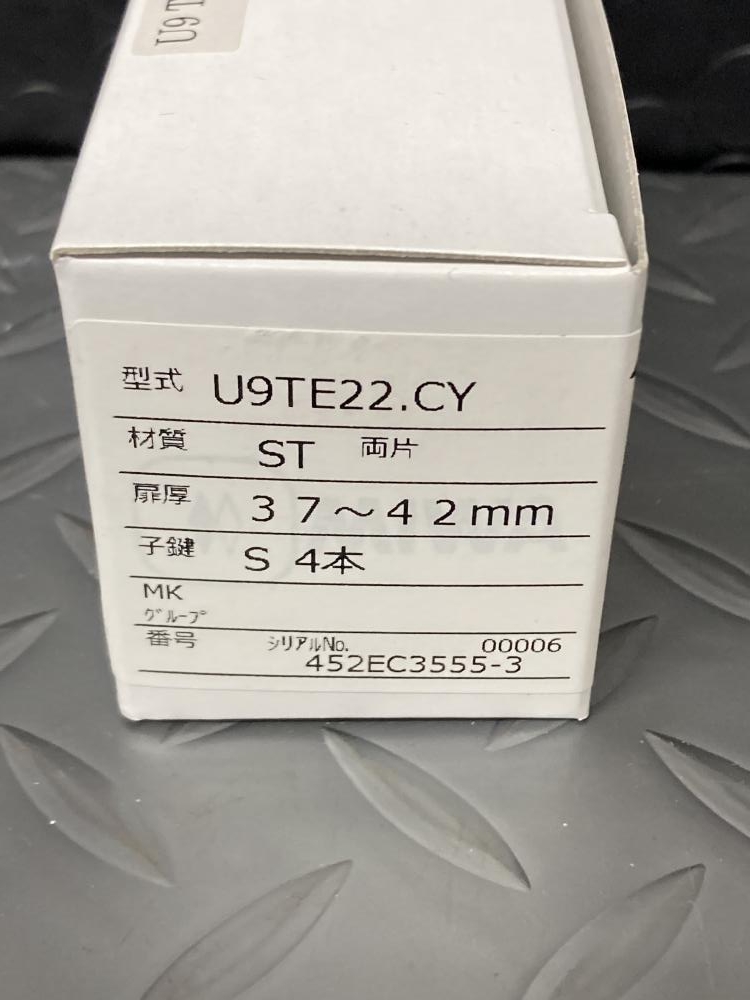 U9 T
型式 U9TE22.CY
材質 ST 両片
扉厚 37～42mm
子鍵 S 4本
MK
グループ
番号 シリアルNo. 00006
452EC3555-3